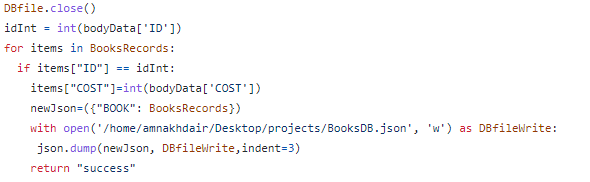 DBfile.close()
idInt = int(bodyData['ID'])
for items in BooksRecords:
  if items["ID"] == idInt:
    items["COST"]=int(bodyData['COST'])
    newJson=({"BOOK": BooksRecords})
    with open('/home/amnakhdair/Desktop/projects/BooksDB.json', 'w') as DBfileWrite:
     json.dump(newJson, DBfileWrite,indent=3)
    return "success"